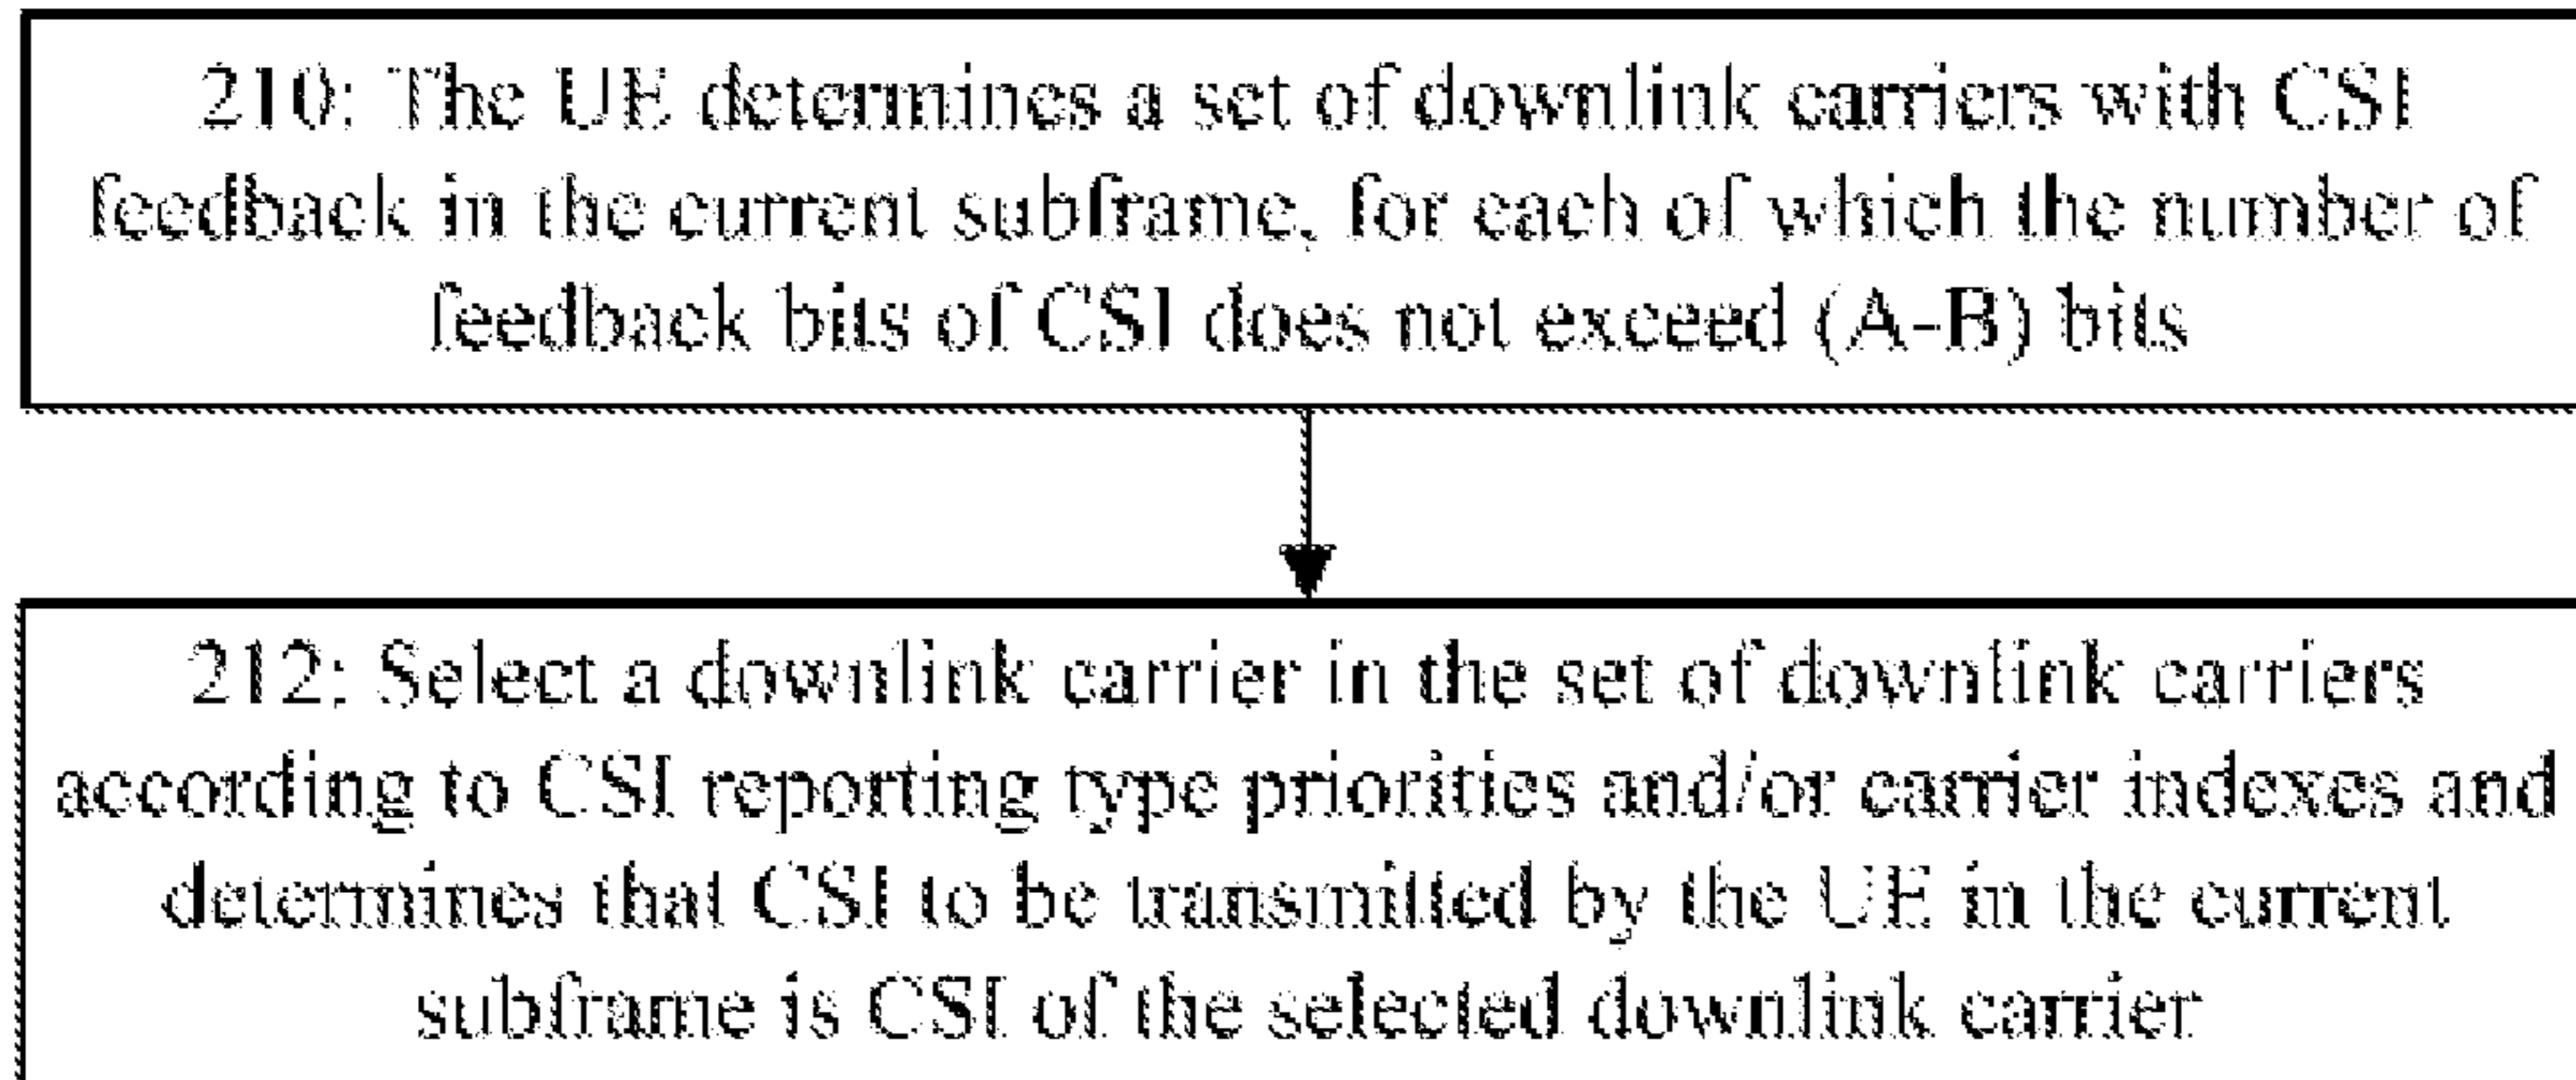 210: The UE determines a set of downlink carriers with CSI
feedback in the current subframe, for each of which the number of
feedback bits of CSI does not exceed (A-B) bits
212: Select a downlink carrier in the set of downlink carriers
according to CSI reporting type priorities and/or carrier indexes and
determines that CSI to be transmitted by the UE in the current
subframe is CSI of the selected downlink carrier